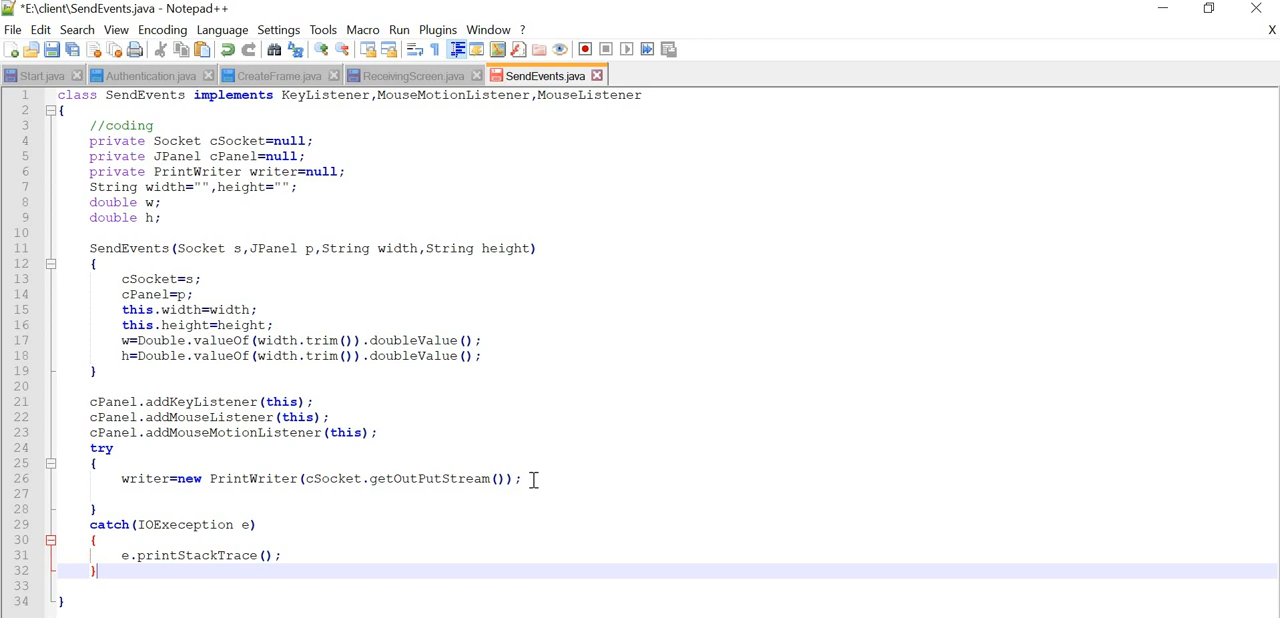 *E:\client\SendEvents.java - Notepad++
File Edit Search View Encoding Language Settings Tools Macro Run Plugins Window ? X
Start.java Authentication.java CreateFrame.java ReceivingScreen.java SendEvents.java
1 class SendEvents implements KeyListener,MouseMotionListener,MouseListener
2 {
3 //coding
4 private Socket cSocket=null;
5 private JPanel cPanel=null;
6 private PrintWriter writer=null;
7 String width="",height="";
8 double w;
9 double h;
10
11 SendEvents(Socket s,JPanel p,String width,String height)
12 {
13 cSocket=s;
14 cPanel=p;
15 this.width=width;
16 this.height=height;
17 w=Double.valueOf(width.trim()).doubleValue();
18 h=Double.valueOf(width.trim()).doubleValue();
19 }
20
21 cPanel.addKeyListener(this);
22 cPanel.addMouseListener(this);
23 cPanel.addMouseMotionListener(this);
24 try
25 {
26 writer=new PrintWriter(cSocket.getOutPutStream());
27
28 }
29 catch(IOExeception e)
30 {
31 e.printStackTrace();
32 }
33
34 }